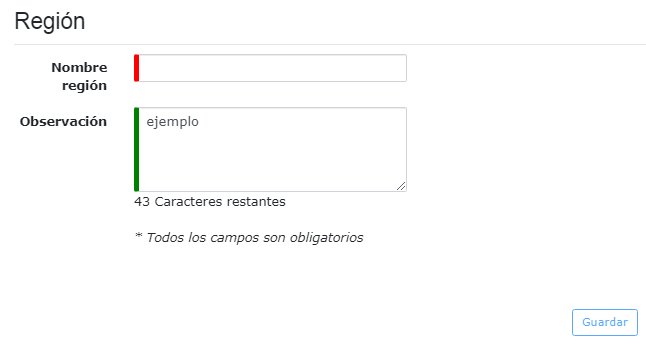 Región
Nombre
región
Observación
ejemplo
43 Caracteres restantes
* Todos los campos son obligatorios
Guardar